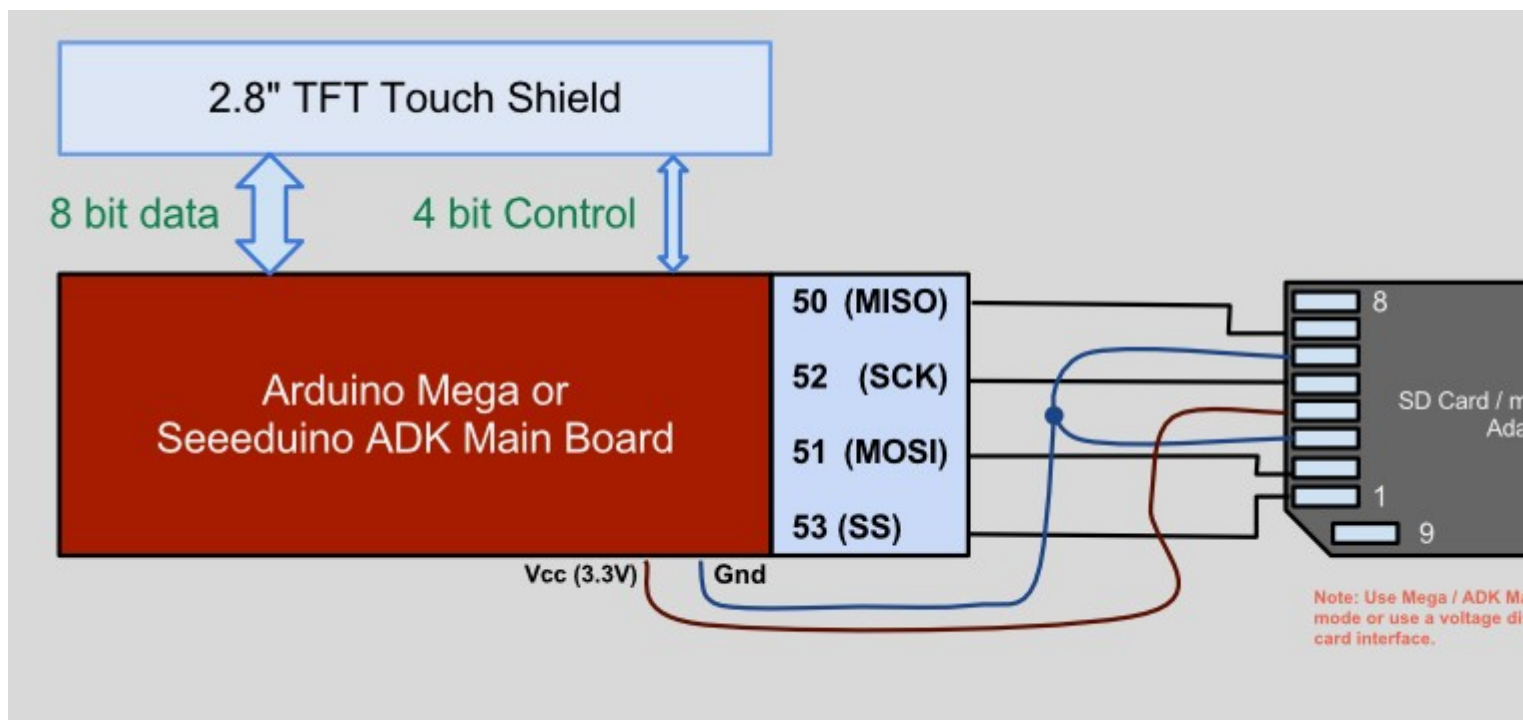 2.8" TFT Touch Shield
8 bit data
4 bit Control
50 (MISO)
8
52 (SCK)
Arduino Mega or
Seeeduino ADK Main Board
SD Card /
51 (MOSI)
1
53 (SS)
9
Vcc (3.3V)
Gnd
Note: Use Mega / ADK
mode or use a voltage
card interface.